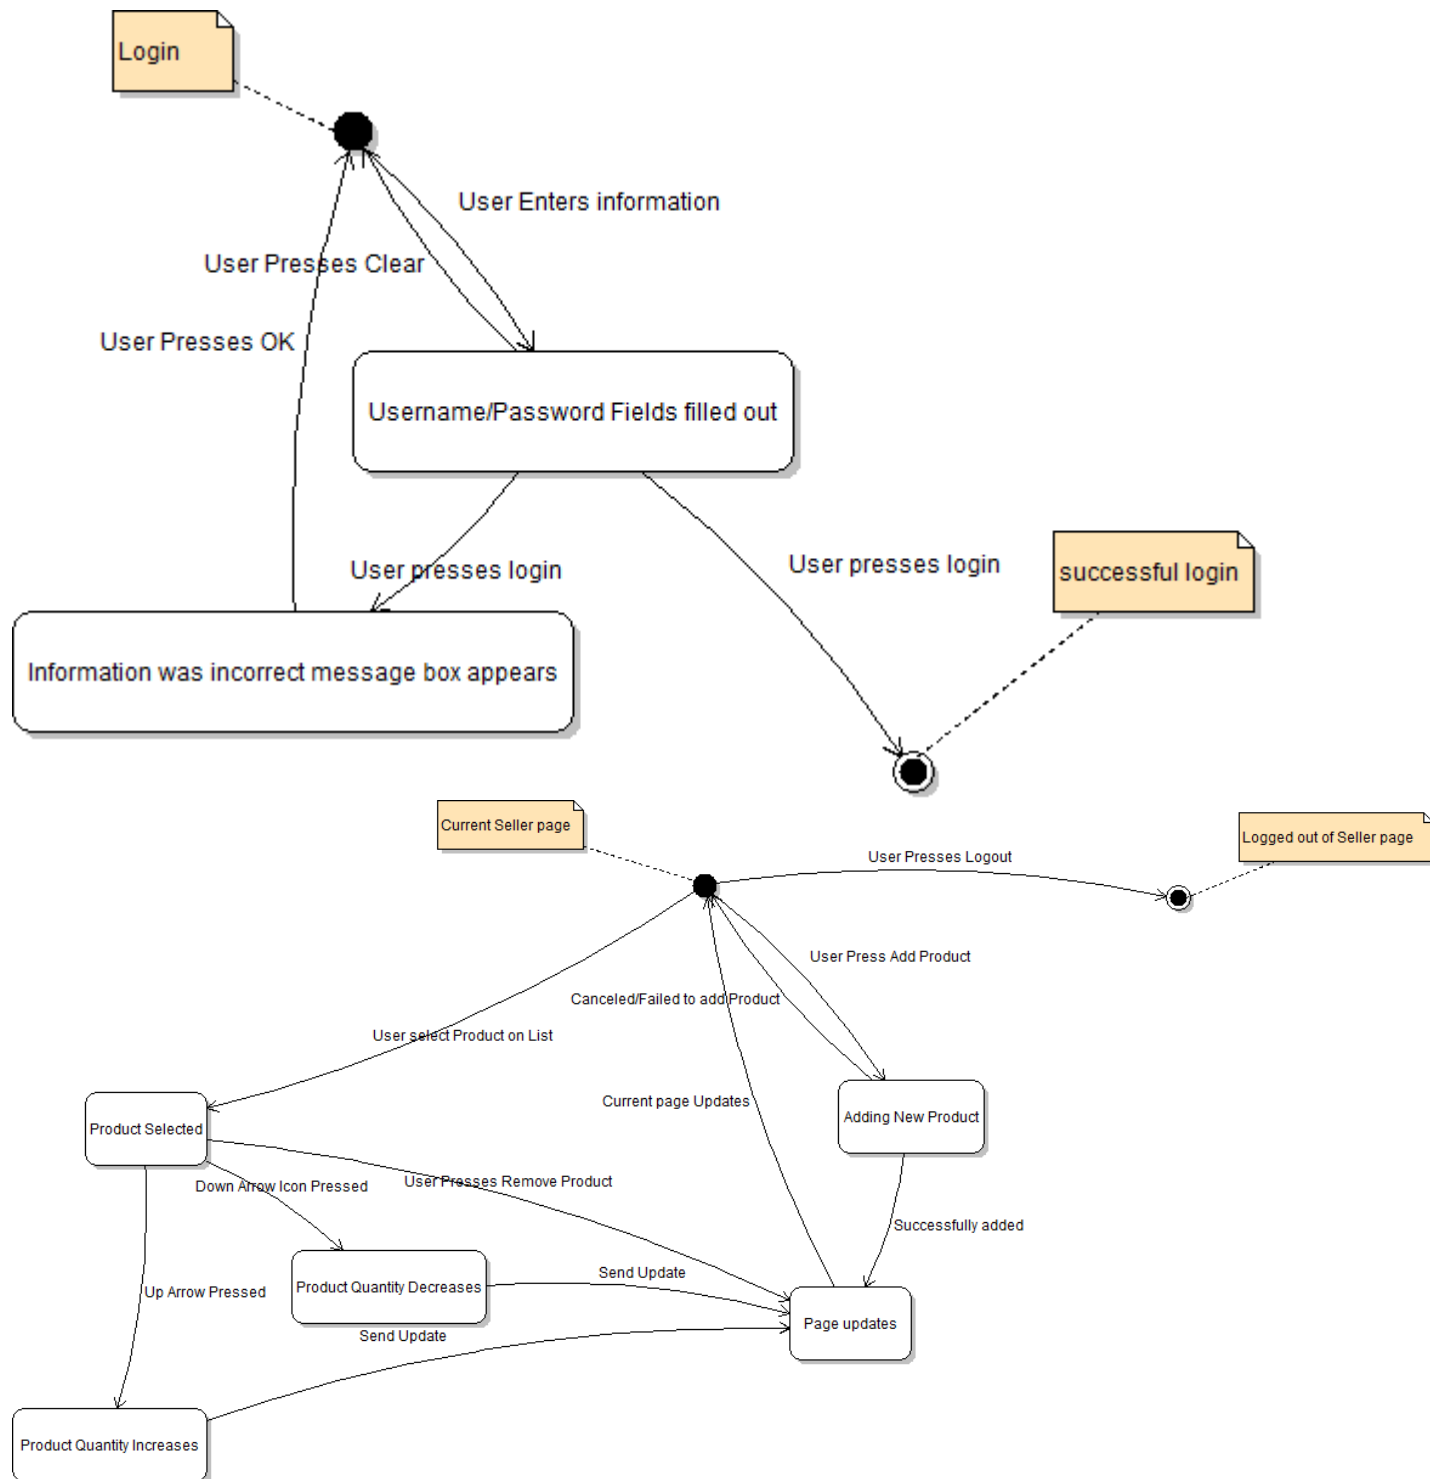 Login
User Enters information
User Presses Clear
User Presses OK
Username/Password Fields filled out
User presses login
User presses login
successful login
Information was incorrect message box appears
Current Seller page
Logged out of Seller page
User Presses Logout
User Press Add Product
Canceled/Failed to add Product
User select Product on List
Current page Updates
Adding New Product
Product Selected
User Presses Remove Product
Down Arrow Icon Pressed
Successfully added
Send Update
Product Quantity Decreases
Up Arrow Pressed
Page updates
Send Update
Product Quantity Increases